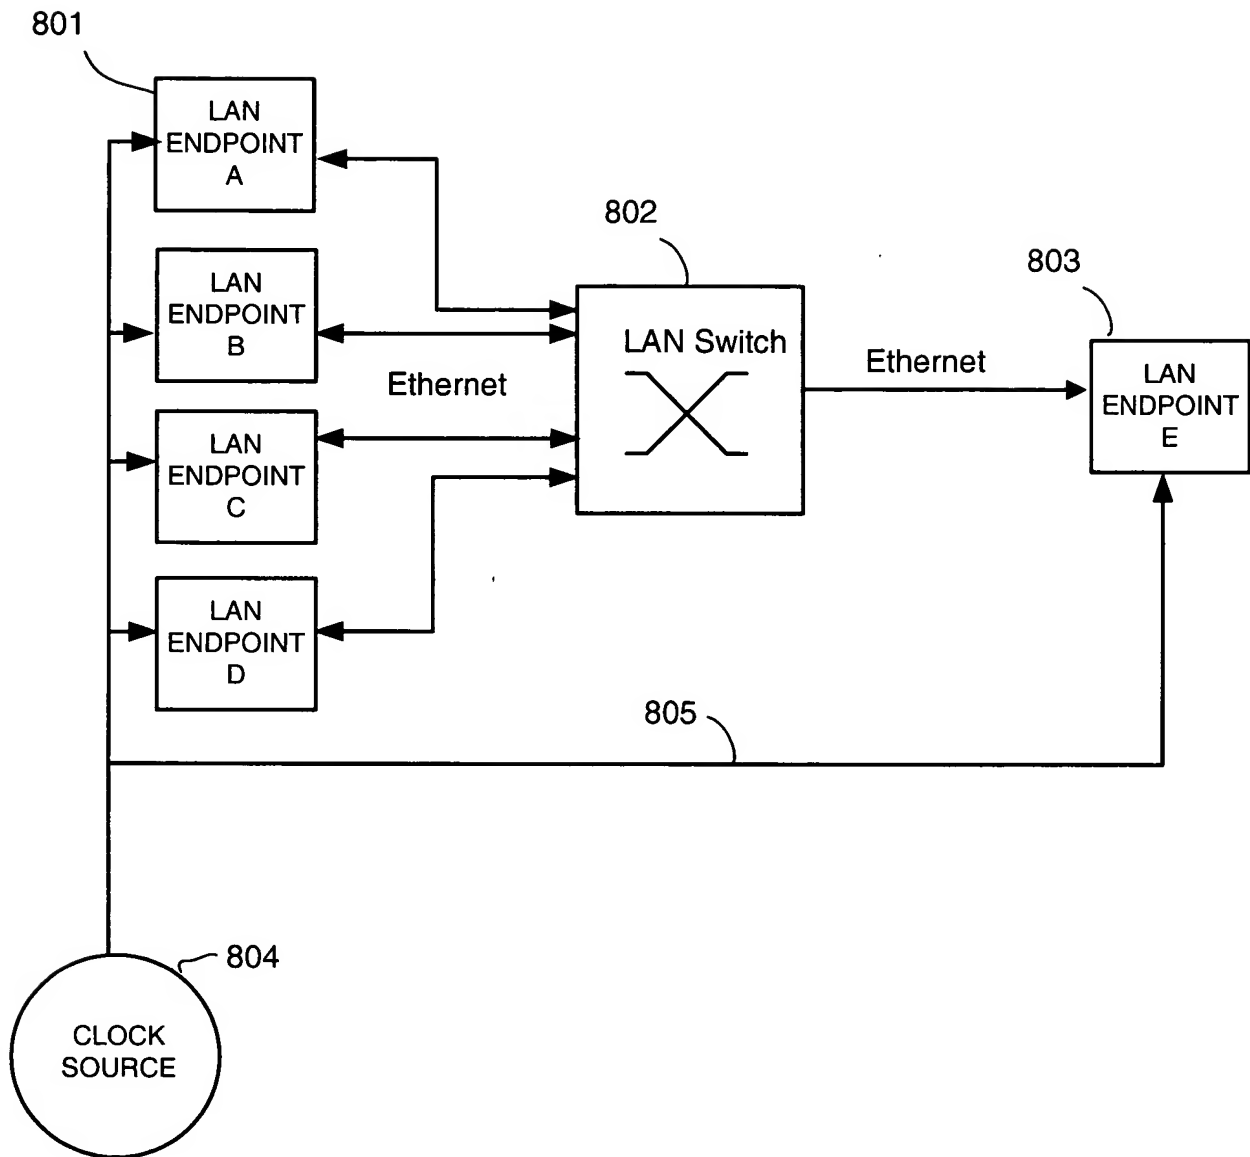 801
LAN
ENDPOINT
A
802
803
LAN
ENDPOINT
B
LAN Switch
Ethernet
Ethernet
LAN
ENDPOINT
E
LAN
ENDPOINT
C
LAN
ENDPOINT
D
805
804
CLOCK
SOURCE